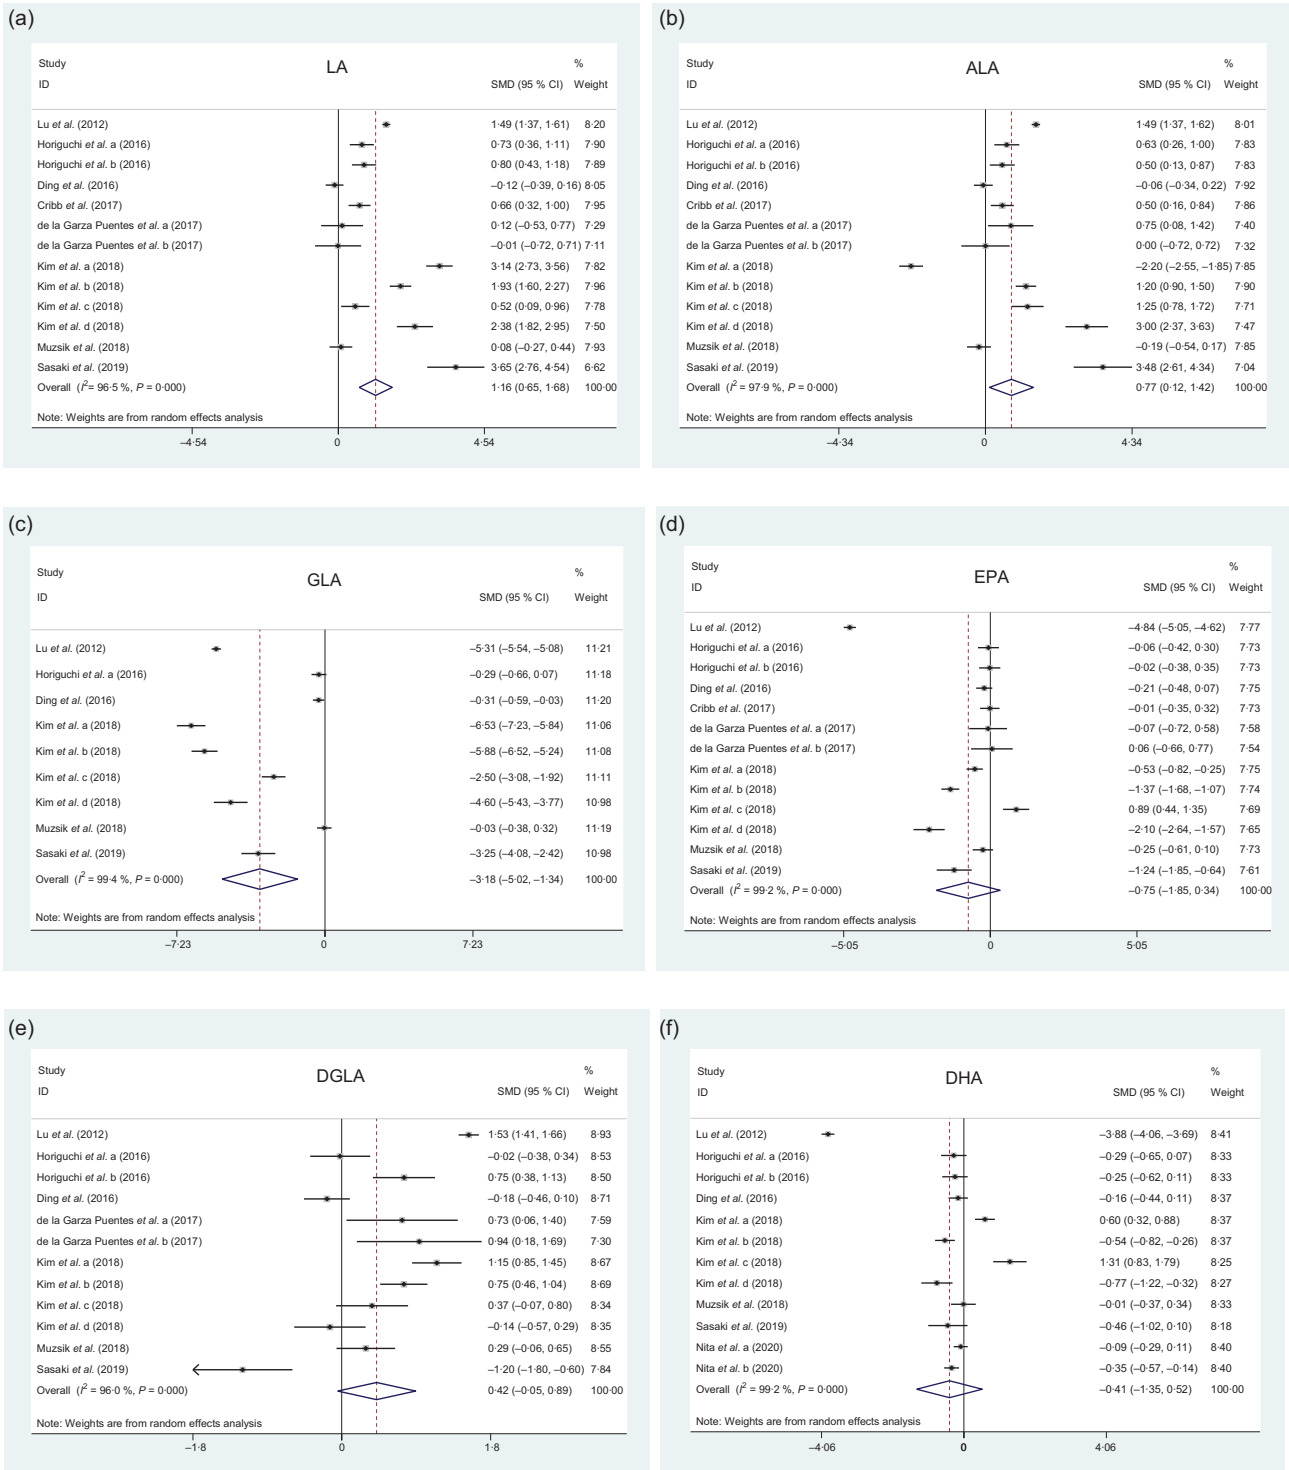 (a)
Study LA %
ID SMD (95 % CI) Weight
Lu et al. (2012) 1·49 (1·37, 1·61) 8·20
Horiguchi et al. a (2016) 0·73 (0·36, 1·11) 7·90
Horiguchi et al. b (2016) 0·80 (0·43, 1·18) 7·89
Ding et al. (2016) −0·12 (−0·39, 0·16) 8·05
Cribb et al. (2017) 0·66 (0·32, 1·00) 7·95
de la Garza Puentes et al. a (2017) 0·12 (−0·53, 0·77) 7·29
de la Garza Puentes et al. b (2017) −0·01 (−0·72, 0·71) 7·11
Kim et al. a (2018) 3·14 (2·73, 3·56) 7·82
Kim et al. b (2018) 1·93 (1·60, 2·27) 7·96
Kim et al. c (2018) 0·52 (0·09, 0·96) 7·78
Kim et al. d (2018) 2·38 (1·82, 2·95) 7·50
Muzsik et al. (2018) 0·08 (−0·27, 0·44) 7·93
Sasaki et al. (2019) 3·65 (2·76, 4·54) 6·62
Overall (I²= 96·5 %, P = 0·000) 1·16 (0·65, 1·68) 100·00
Note: Weights are from random effects analysis
−4·54 0 4·54
(b)
Study ALA %
ID SMD (95 % CI) Weight
Lu et al. (2012) 1·49 (1·37, 1·62) 8·01
Horiguchi et al. a (2016) 0·63 (0·26, 1·00) 7·83
Horiguchi et al. b (2016) 0·50 (0·13, 0·87) 7·83
Ding et al. (2016) −0·06 (−0·34, 0·22) 7·92
Cribb et al. (2017) 0·50 (0·16, 0·84) 7·86
de la Garza Puentes et al. a (2017) 0·75 (0·08, 1·42) 7·40
de la Garza Puentes et al. b (2017) 0·00 (−0·72, 0·72) 7·32
Kim et al. a (2018) −2·20 (−2·55, −1·85) 7·85
Kim et al. b (2018) 1·20 (0·90, 1·50) 7·90
Kim et al. c (2018) 1·25 (0·78, 1·72) 7·71
Kim et al. d (2018) 3·00 (2·37, 3·63) 7·47
Muzsik et al. (2018) −0·19 (−0·54, 0·17) 7·85
Sasaki et al. (2019) 3·48 (2·61, 4·34) 7·04
Overall (I² = 97·9 %, P = 0·000) 0·77 (0·12, 1·42) 100·00
Note: Weights are from random effects analysis
−4·34 0 4·34
(c)
Study GLA %
ID SMD (95 % CI) Weight
Lu et al. (2012) −5·31 (−5·54, −5·08) 11·21
Horiguchi et al. a (2016) −0·29 (−0·66, 0·07) 11·18
Ding et al. (2016) −0·31 (−0·59, −0·03) 11·20
Kim et al. a (2018) −6·53 (−7·23, −5·84) 11·06
Kim et al. b (2018) −5·88 (−6·52, −5·24) 11·08
Kim et al. c (2018) −2·50 (−3·08, −1·92) 11·11
Kim et al. d (2018) −4·60 (−5·43, −3·77) 10·98
Muzsik et al. (2018) −0·03 (−0·38, 0·32) 11·19
Sasaki et al. (2019) −3·25 (−4·08, −2·42) 10·98
Overall (I² = 99·4 %, P = 0·000) −3·18 (−5·02, −1·34) 100·00
Note: Weights are from random effects analysis
−7·23 0 7·23
(d)
Study EPA %
ID SMD (95 % CI) Weight
Lu et al. (2012) −4·84 (−5·05, −4·62) 7·77
Horiguchi et al. a (2016) −0·06 (−0·42, 0·30) 7·73
Horiguchi et al. b (2016) −0·02 (−0·38, 0·35) 7·73
Ding et al. (2016) −0·21 (−0·48, 0·07) 7·75
Cribb et al. (2017) −0·01 (−0·35, 0·32) 7·73
de la Garza Puentes et al. a (2017) −0·07 (−0·72, 0·58) 7·58
de la Garza Puentes et al. b (2017) 0·06 (−0·66, 0·77) 7·54
Kim et al. a (2018) −0·53 (−0·82, −0·25) 7·75
Kim et al. b (2018) −1·37 (−1·68, −1·07) 7·74
Kim et al. c (2018) 0·89 (0·44, 1·35) 7·69
Kim et al. d (2018) −2·10 (−2·64, −1·57) 7·65
Muzsik et al. (2018) −0·25 (−0·61, 0·10) 7·73
Sasaki et al. (2019) −1·24 (−1·85, −0·64) 7·61
Overall (I² = 99·2 %, P = 0·000) −0·75 (−1·85, 0·34) 100·00
Note: Weights are from random effects analysis
−5·05 0 5·05
(e)
Study DGLA %
ID SMD (95 % CI) Weight
Lu et al. (2012) 1·53 (1·41, 1·66) 8·93
Horiguchi et al. a (2016) −0·02 (−0·38, 0·34) 8·53
Horiguchi et al. b (2016) 0·75 (0·38, 1·13) 8·50
Ding et al. (2016) −0·18 (−0·46, 0·10) 8·71
de la Garza Puentes et al. a (2017) 0·73 (0·06, 1·40) 7·59
de la Garza Puentes et al. b (2017) 0·94 (0·18, 1·69) 7·30
Kim et al. a (2018) 1·15 (0·85, 1·45) 8·67
Kim et al. b (2018) 0·75 (0·46, 1·04) 8·69
Kim et al. c (2018) 0·37 (−0·07, 0·80) 8·34
Kim et al. d (2018) −0·14 (−0·57, 0·29) 8·35
Muzsik et al. (2018) 0·29 (−0·06, 0·65) 8·55
Sasaki et al. (2019) −1·20 (−1·80, −0·60) 7·84
Overall (I² = 96·0 %, P = 0·000) 0·42 (−0·05, 0·89) 100·00
Note: Weights are from random effects analysis
−1·8 0 1·8
(f)
Study DHA %
ID SMD (95 % CI) Weight
Lu et al. (2012) −3·88 (−4·06, −3·69) 8·41
Horiguchi et al. a (2016) −0·29 (−0·65, 0·07) 8·33
Horiguchi et al. b (2016) −0·25 (−0·62, 0·11) 8·33
Ding et al. (2016) −0·16 (−0·44, 0·11) 8·37
Kim et al. a (2018) 0·60 (0·32, 0·88) 8·37
Kim et al. b (2018) −0·54 (−0·82, −0·26) 8·37
Kim et al. c (2018) 1·31 (0·83, 1·79) 8·25
Kim et al. d (2018) −0·77 (−1·22, −0·32) 8·27
Muzsik et al. (2018) −0·01 (−0·37, 0·34) 8·33
Sasaki et al. (2019) −0·46 (−1·02, 0·10) 8·18
Nita et al. a (2020) −0·09 (−0·29, 0·11) 8·40
Nita et al. b (2020) −0·35 (−0·57, −0·14) 8·40
Overall (I² = 99·2 %, P = 0·000) −0·41 (−1·35, 0·52) 100·00
Note: Weights are from random effects analysis
−4·06 0 4·06